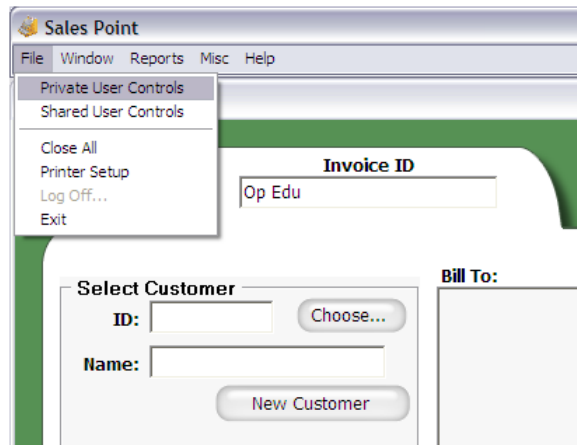 Sales Point
File Window Reports Misc Help
Private User Controls
Shared User Controls
Close All
Printer Setup
Log Off...
Exit
Invoice ID
Op Edu
Select Customer
ID:
Choose...
Name:
New Customer
Bill To: